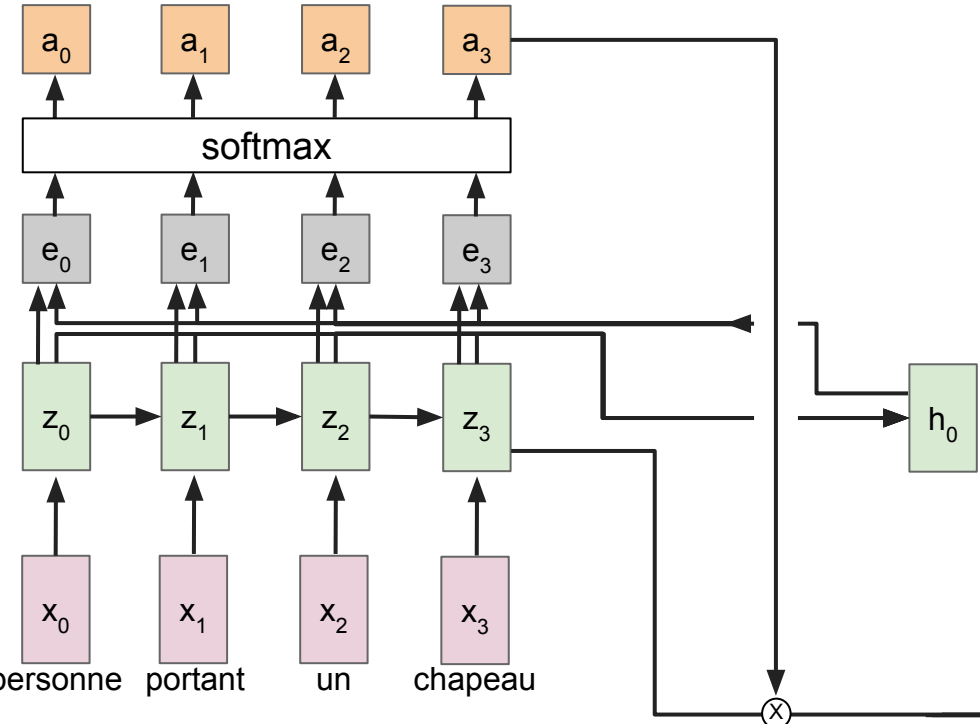 a0 a1 a2 a3
softmax
e0 e1 e2 e3
z0 z1 z2 z3 h0
x0 x1 x2 x3
personne portant un chapeau
X